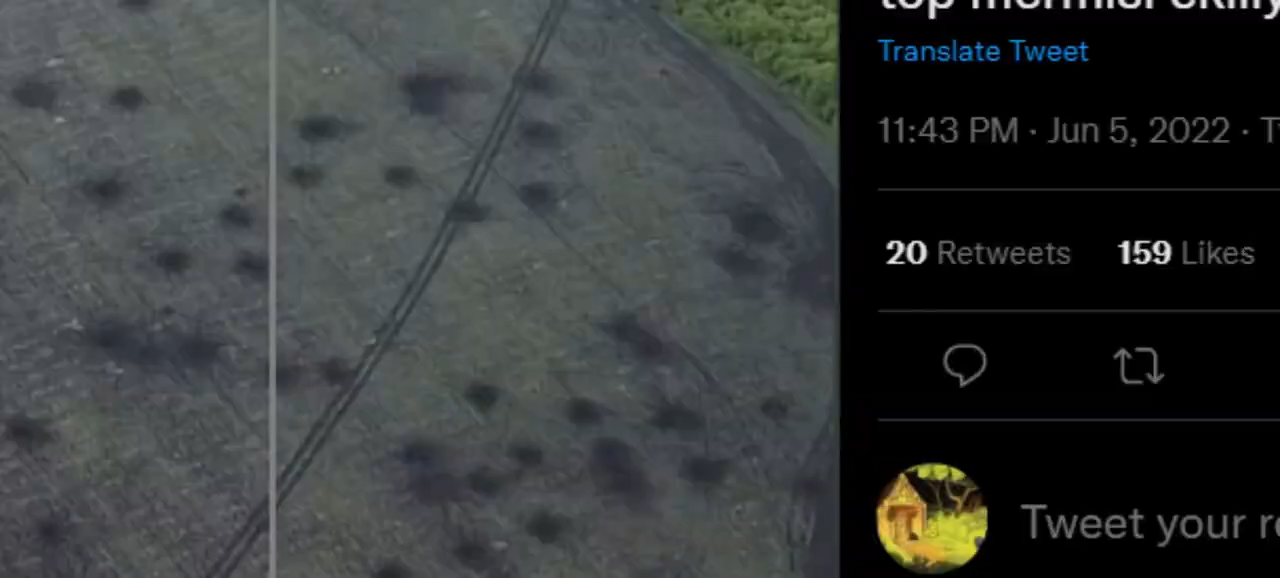 Translate Tweet
11:43 PM · Jun 5, 2022 ·
20 Retweets 159 Likes
Tweet your